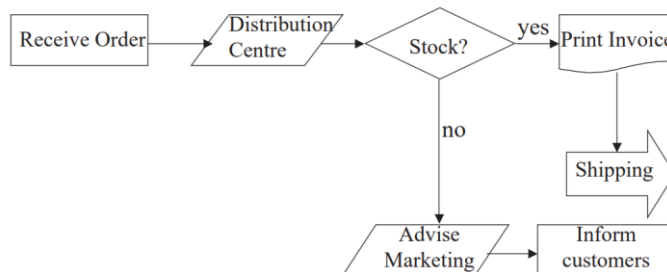 Receive Order
Distribution
Centre
Stock?
yes
Print Invoice
no
Shipping
Advise
Marketing
Inform
customers